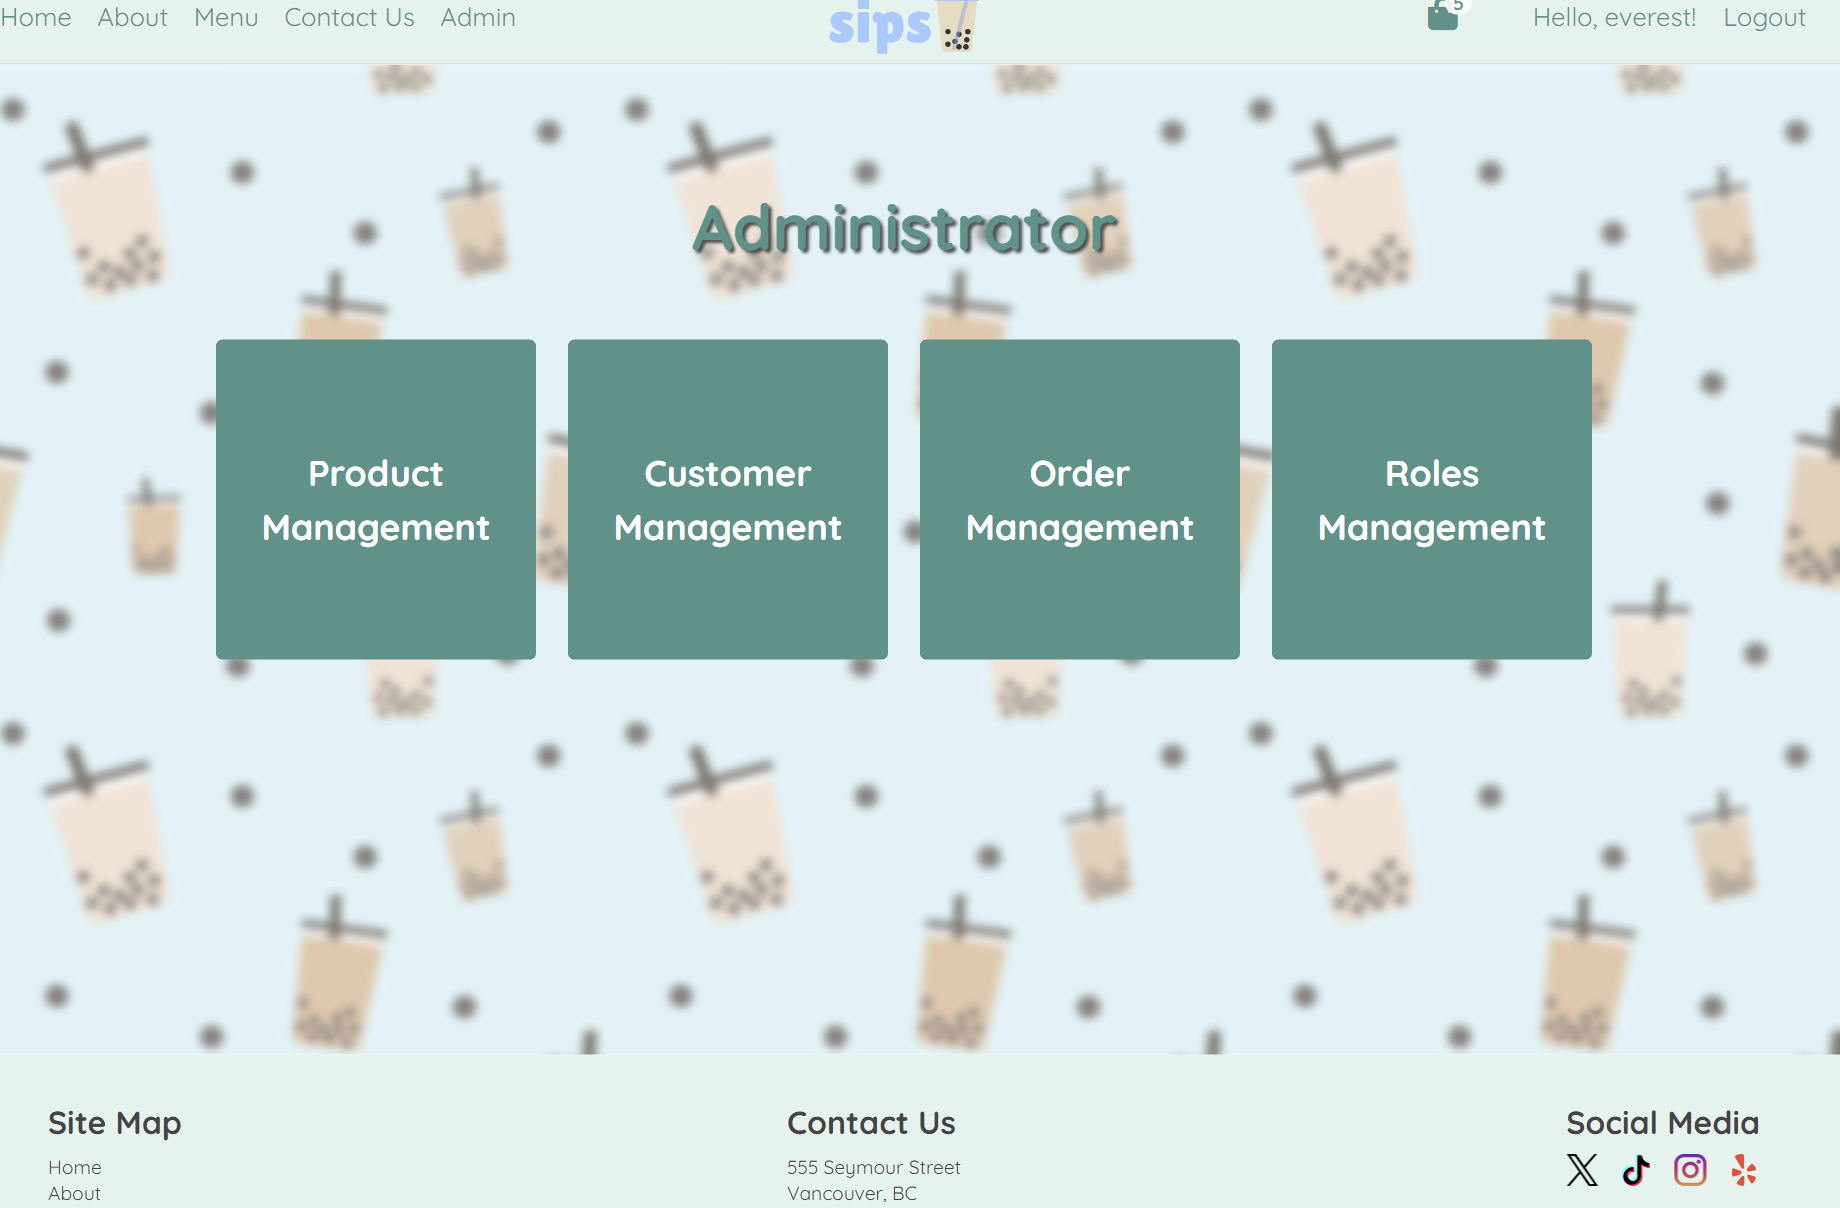 Home About Menu Contact Us Admin
sips
5
Hello, everest! Logout
Administrator
Product
Management
Customer
Management
Order
Management
Roles
Management
Site Map
Home
About
Contact Us
555 Seymour Street
Vancouver, BC
Social Media